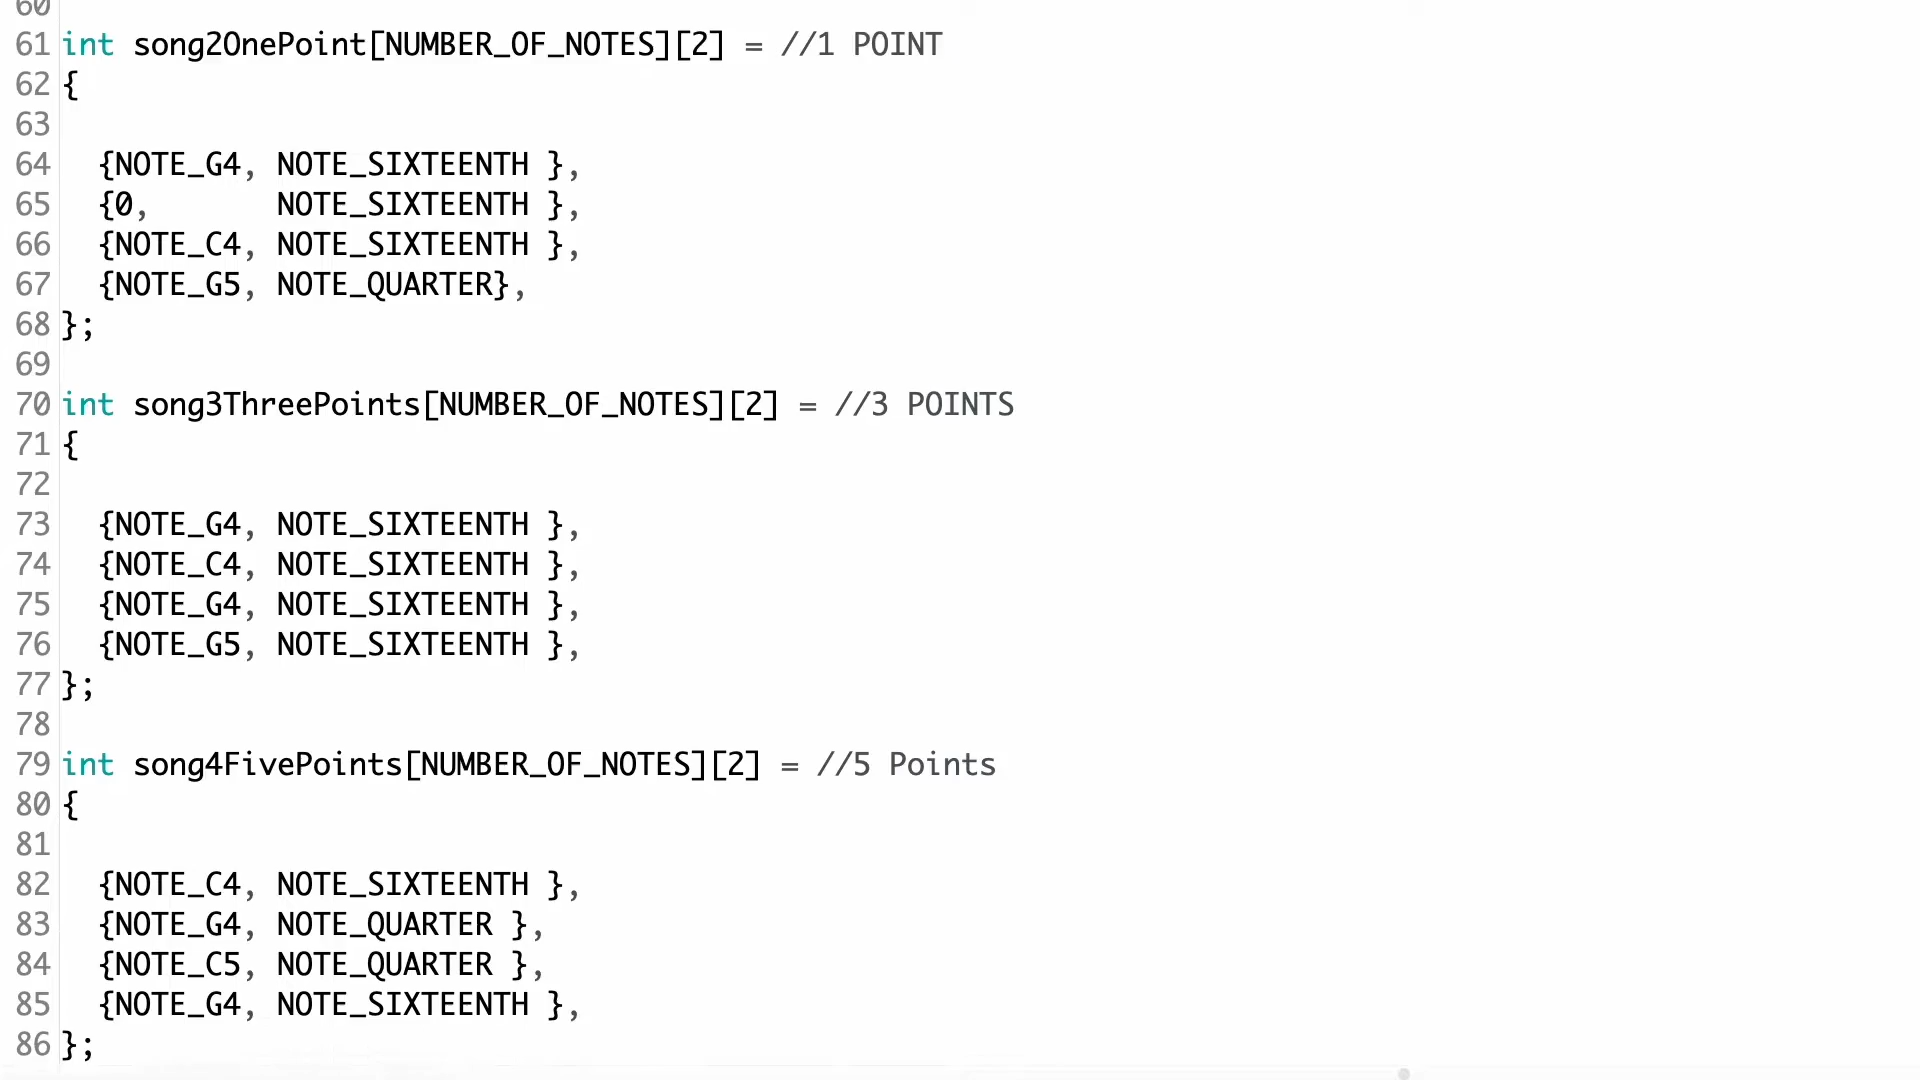 60
61 int song2OnePoint[NUMBER_OF_NOTES][2] = //1 POINT
62 {
63
64 {NOTE_G4, NOTE_SIXTEENTH },
65 {0, NOTE_SIXTEENTH },
66 {NOTE_C4, NOTE_SIXTEENTH },
67 {NOTE_G5, NOTE_QUARTER},
68 };
69
70 int song3ThreePoints[NUMBER_OF_NOTES][2] = //3 POINTS
71 {
72
73 {NOTE_G4, NOTE_SIXTEENTH },
74 {NOTE_C4, NOTE_SIXTEENTH },
75 {NOTE_G4, NOTE_SIXTEENTH },
76 {NOTE_G5, NOTE_SIXTEENTH },
77 };
78
79 int song4FivePoints[NUMBER_OF_NOTES][2] = //5 Points
80 {
81
82 {NOTE_C4, NOTE_SIXTEENTH },
83 {NOTE_G4, NOTE_QUARTER },
84 {NOTE_C5, NOTE_QUARTER },
85 {NOTE_G4, NOTE_SIXTEENTH },
86 };